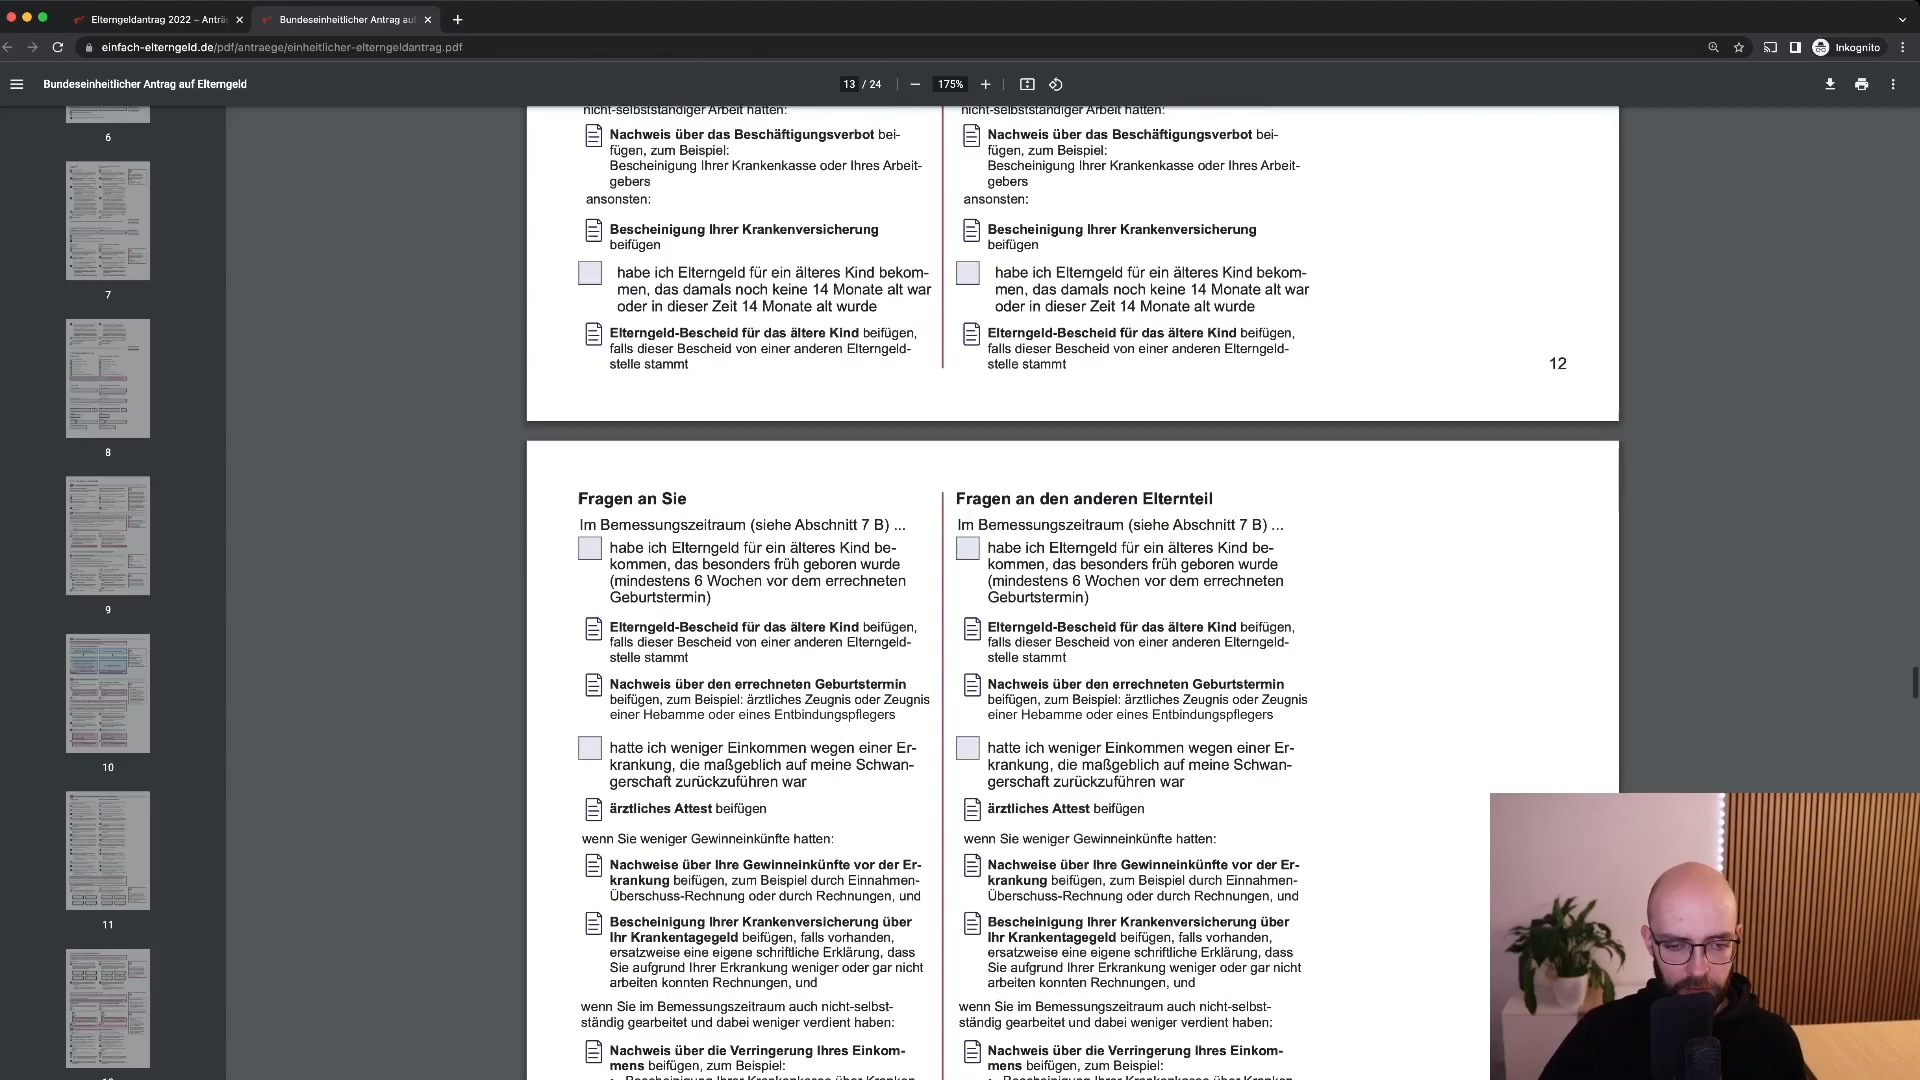 Elterngeldantrag 2022 – Anträg
Bundeseinheitlicher Antrag auf
einfach-elterngeld.de/pdf/antraege/einheitlicher-elterngeldantrag.pdf
Inkognito
Bundeseinheitlicher Antrag auf Elterngeld
13 / 24
175%
6
7
8
9
10
11
nicht-selbstständiger Arbeit hatten:
Nachweis über das Beschäftigungsverbot bei-
fügen, zum Beispiel:
Bescheinigung Ihrer Krankenkasse oder Ihres Arbeit-
gebers
ansonsten:
Bescheinigung Ihrer Krankenversicherung
beifügen
habe ich Elterngeld für ein älteres Kind bekom-
men, das damals noch keine 14 Monate alt war
oder in dieser Zeit 14 Monate alt wurde
Elterngeld-Bescheid für das ältere Kind beifügen,
falls dieser Bescheid von einer anderen Elterngeld-
stelle stammt
nicht-selbstständiger Arbeit hatten:
Nachweis über das Beschäftigungsverbot bei-
fügen, zum Beispiel:
Bescheinigung Ihrer Krankenkasse oder Ihres Arbeit-
gebers
ansonsten:
Bescheinigung Ihrer Krankenversicherung
beifügen
habe ich Elterngeld für ein älteres Kind bekom-
men, das damals noch keine 14 Monate alt war
oder in dieser Zeit 14 Monate alt wurde
Elterngeld-Bescheid für das ältere Kind beifügen,
falls dieser Bescheid von einer anderen Elterngeld-
stelle stammt
12
Fragen an Sie
Im Bemessungszeitraum (siehe Abschnitt 7 B) ...
habe ich Elterngeld für ein älteres Kind be-
kommen, das besonders früh geboren wurde
(mindestens 6 Wochen vor dem errechneten
Geburtstermin)
Elterngeld-Bescheid für das ältere Kind beifügen,
falls dieser Bescheid von einer anderen Elterngeld-
stelle stammt
Nachweis über den errechneten Geburtstermin
beifügen, zum Beispiel: ärztliches Zeugnis oder Zeugnis
einer Hebamme oder eines Entbindungspflegers
hatte ich weniger Einkommen wegen einer Er-
krankung, die maßgeblich auf meine Schwan-
gerschaft zurückzuführen war
ärztliches Attest beifügen
wenn Sie weniger Gewinneinkünfte hatten:
Nachweise über Ihre Gewinneinkünfte vor der Er-
krankung beifügen, zum Beispiel durch Einnahmen-
Überschuss-Rechnung oder durch Rechnungen, und
Bescheinigung Ihrer Krankenversicherung über
Ihr Krankentagegeld beifügen, falls vorhanden,
ersatzweise eine eigene schriftliche Erklärung, dass
Sie aufgrund Ihrer Erkrankung weniger oder gar nicht
arbeiten konnten Rechnungen, und
wenn Sie im Bemessungszeitraum auch nicht-selbst-
ständig gearbeitet und dabei weniger verdient haben:
Nachweis über die Verringerung Ihres Einkom-
mens beifügen, zum Beispiel:
Bescheinigung Ihrer Krankenkasse über Kranken-
Fragen an den anderen Elternteil
Im Bemessungszeitraum (siehe Abschnitt 7 B) ...
habe ich Elterngeld für ein älteres Kind be-
kommen, das besonders früh geboren wurde
(mindestens 6 Wochen vor dem errechneten
Geburtstermin)
Elterngeld-Bescheid für das ältere Kind beifügen,
falls dieser Bescheid von einer anderen Elterngeld-
stelle stammt
Nachweis über den errechneten Geburtstermin
beifügen, zum Beispiel: ärztliches Zeugnis oder Zeugnis
einer Hebamme oder eines Entbindungspflegers
hatte ich weniger Einkommen wegen einer Er-
krankung, die maßgeblich auf meine Schwan-
gerschaft zurückzuführen war
ärztliches Attest beifügen
wenn Sie weniger Gewinneinkünfte hatten:
Nachweise über Ihre Gewinneinkünfte vor der Er-
krankung beifügen, zum Beispiel durch Einnahmen-
Überschuss-Rechnung oder durch Rechnungen, und
Bescheinigung Ihrer Krankenversicherung über
Ihr Krankentagegeld beifügen, falls vorhanden,
ersatzweise eine eigene schriftliche Erklärung, dass
Sie aufgrund Ihrer Erkrankung weniger oder gar nicht
arbeiten konnten Rechnungen, und
wenn Sie im Bemessungszeitraum auch nicht-selbst-
ständig gearbeitet und dabei weniger verdient haben:
Nachweis über die Verringerung Ihres Einkom-
mens beifügen, zum Beispiel:
Bescheinigung Ihrer Krankenkasse über Kranken-